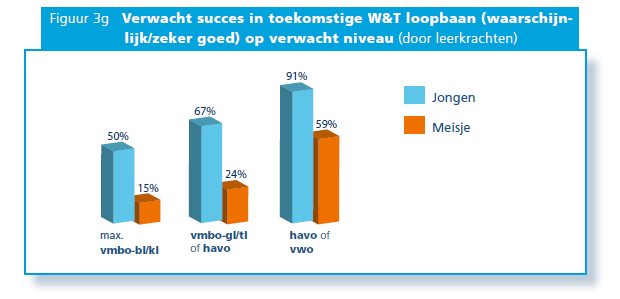 Figuur 3g Verwacht succes in toekomstige W&T loopbaan (waarschijn-
lijk/zeker goed) op verwacht niveau (door leerkrachten)
91%
67%
59%
50%
24%
15%
Jongen
Meisje
max.
vmbo-bl/kl
vmbo-gl/tl
of havo
havo of
vwo